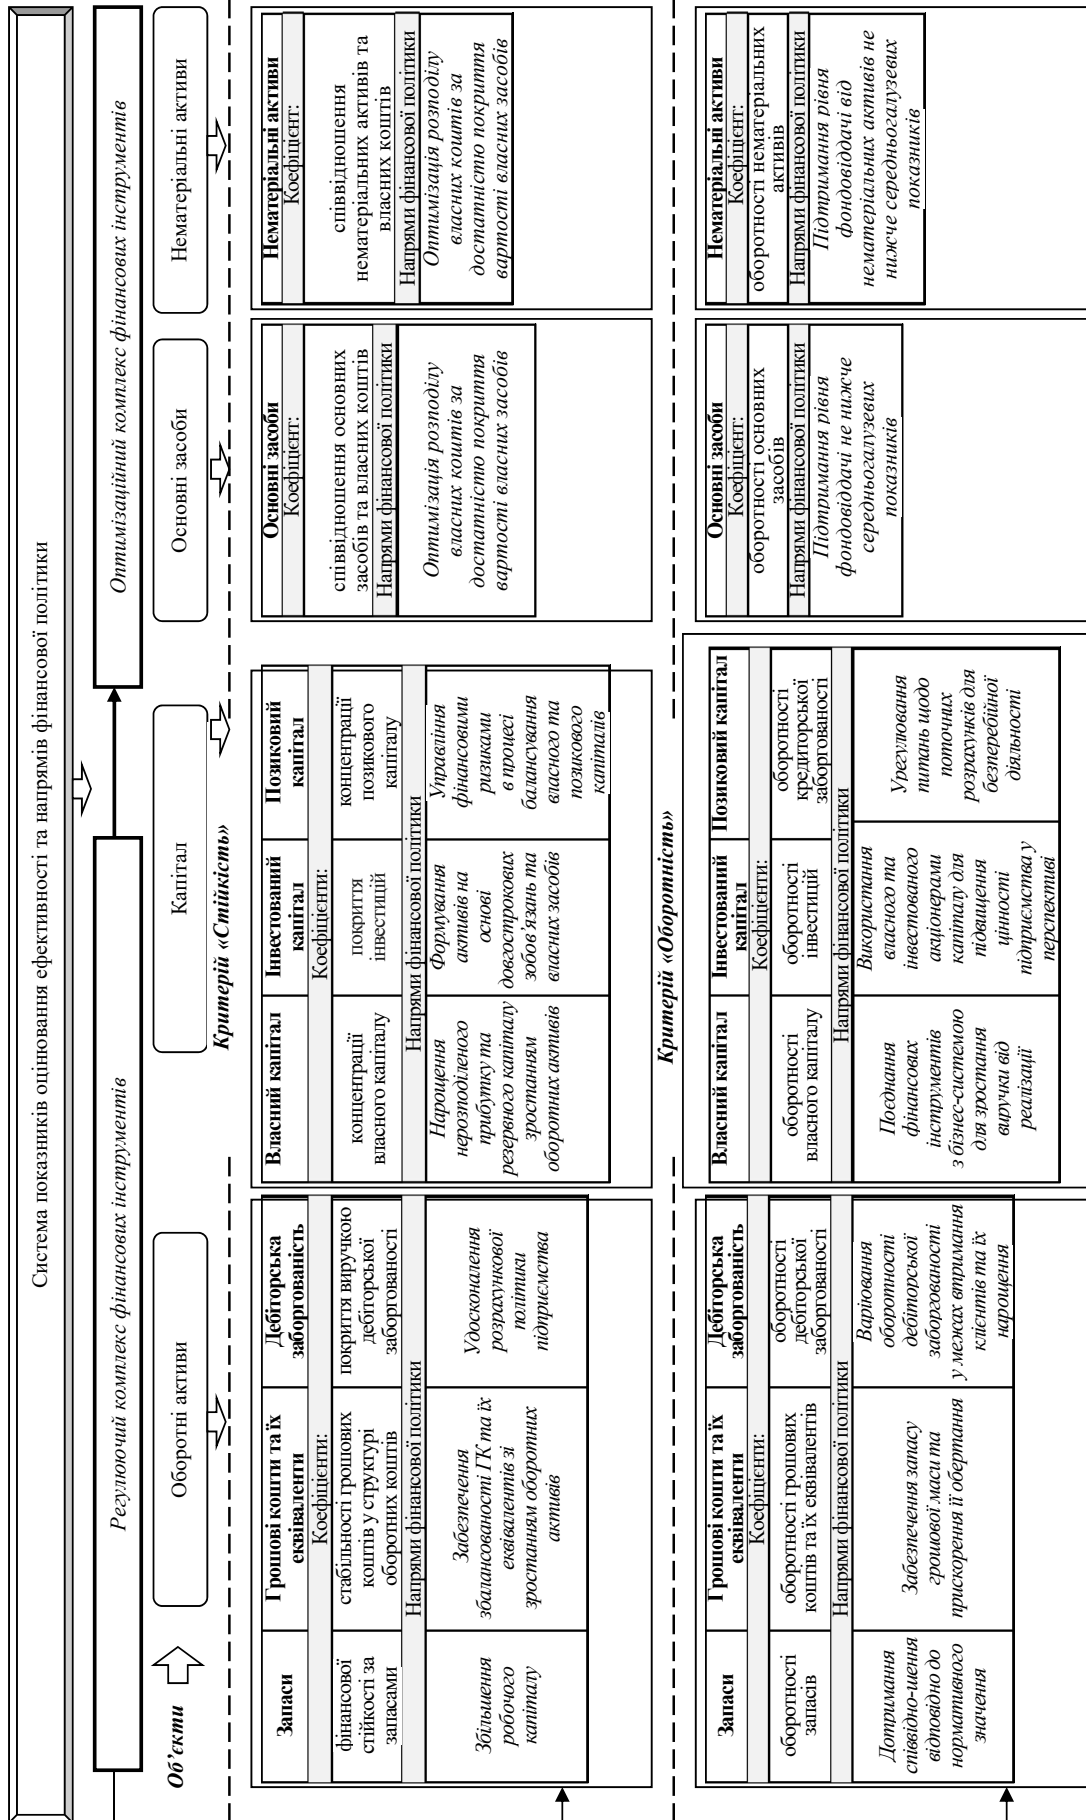 Система показників оцінювання ефективності та напрямів фінансової політики
Регулюючий комплекс фінансових інструментів
Оптимізаційний комплекс фінансових інструментів
Об’єкти
Оборотні активи
Капітал
Основні засоби
Нематеріальні активи
Критерій «Стійкість»
Запаси
Грошові кошти та їх
еквіваленти
Дебіторська
заборгованість
Коефіцієнти:
фінансової
стійкості за
запасами
стабільності грошових
коштів у структурі
оборотних коштів
покриття виручкою
дебіторської
заборгованості
Напрями фінансової політики
Збільшення
робочого
капіталу
Забезпечення
збалансованості ГК та їх
еквівалентів зі
зростанням оборотних
активів
Удосконалення
розрахункової
політики
підприємства
Власний капітал
Інвестований
капітал
Позиковий
капітал
Коефіцієнти:
концентрації
власного капіталу
покриття
інвестицій
концентрації
позикового
капіталу
Напрями фінансової політики
Нарощення
нерозподіленого
прибутку та
резервного капіталу
зростанням
оборотних активів
Формування
активів на
основі
довгострокових
зобов’язань та
власних засобів
Управління
фінансовими
ризиками
в процесі
балансування
власного та
позикового
капіталів
Основні засоби
Коефіцієнт:
співвідношення основних
засобів та власних коштів
Напрями фінансової політики
Оптимізація розподілу
власних коштів за
достатністю покриття
вартості власних засобів
Нематеріальні активи
Коефіцієнт:
співвідношення
нематеріальних активів та
власних коштів
Напрями фінансової політики
Оптимізація розподілу
власних коштів за
достатністю покриття
вартості власних засобів
Критерій «Оборотність»
Запаси
Грошові кошти та їх
еквіваленти
Дебіторська
заборгованість
Коефіцієнти:
оборотності
запасів
оборотності грошових
коштів та їх еквівалентів
оборотності
дебіторської
заборгованості
Напрями фінансової політики
Дотримання
співвідно-шення
відповідно до
нормативного
значення
Забезпечення запасу
грошової маси та
прискорення її обертання
Варіювання
оборотності
дебіторської
заборгованості
у межах втримання
клієнтів та їх
нарощення
Власний капітал
Інвестований
капітал
Позиковий капітал
Коефіцієнти:
оборотності
власного капіталу
оборотності
інвестицій
оборотності
кредиторської
заборгованості
Напрями фінансової політики
Поєднання
фінансових
інструментів
з бізнес-системою
для зростання
виручки від
реалізації
Використання
власного та
інвестованого
акціонерами
капіталу для
підвищення
цінності
підприємства у
перспективі
Урегулювання
питань щодо
поточних
розрахунків для
безперебійної
діяльності
Основні засоби
Коефіцієнт:
оборотності основних
засобів
Напрями фінансової політики
Підтримання рівня
фондовіддачі не нижче
середньогалузевих
показників
Нематеріальні активи
Коефіцієнт:
оборотності нематеріальних
активів
Напрями фінансової політики
Підтримання рівня
фондовіддачі від
нематеріальних активів не
нижче середньогалузевих
показників